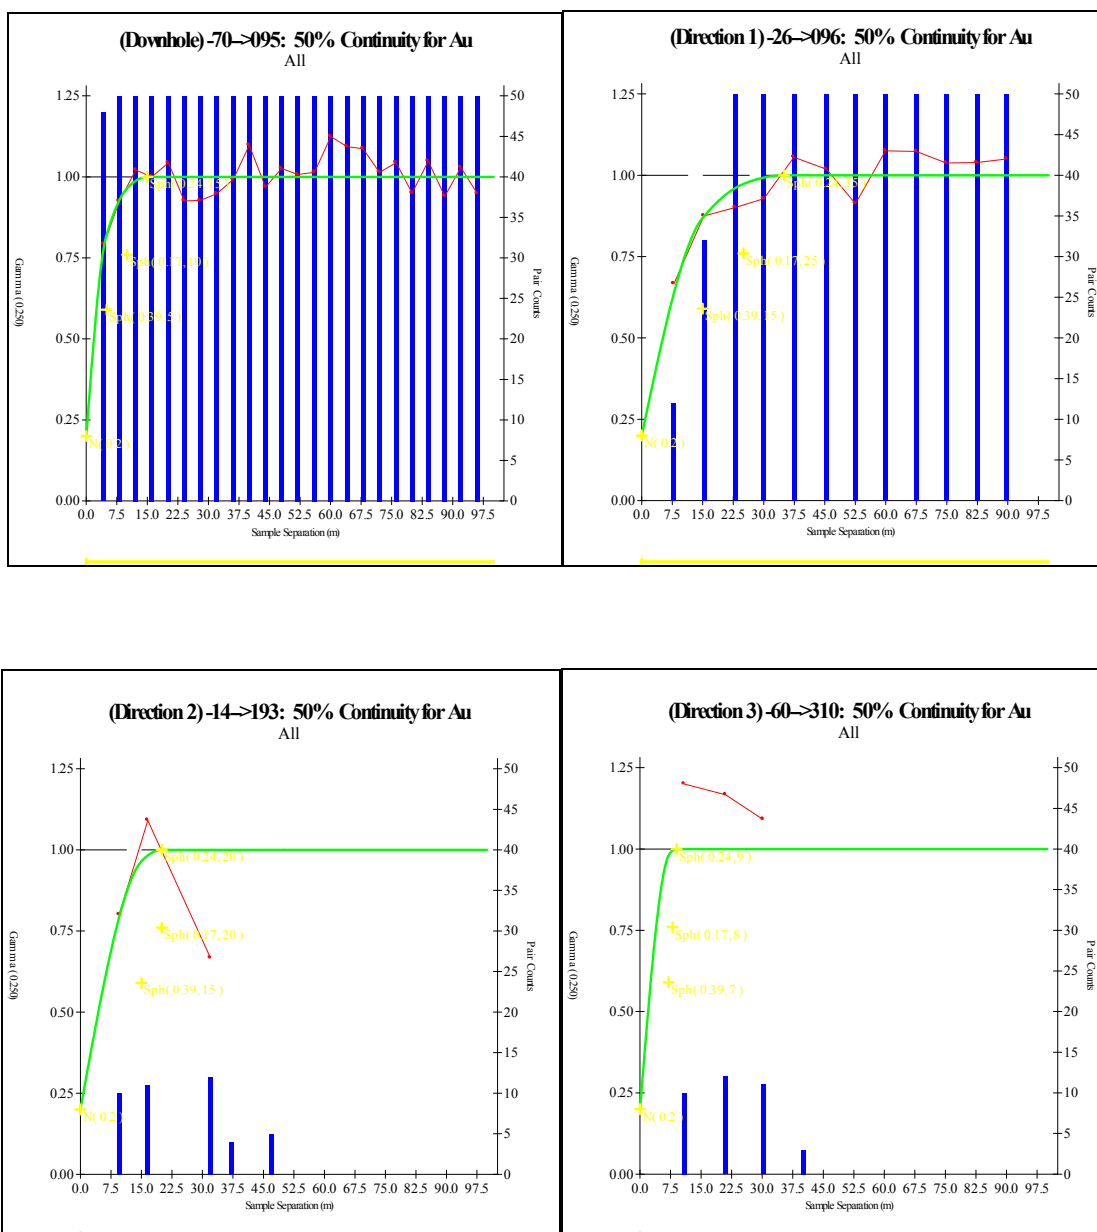 (Downhole) -70-->095: 50% Continuity for Au
All
1.25
1.00
0.75
0.50
0.25
0.00
50
45
40
35
30
25
20
15
10
5
0
Gamma (0.250)
Pair Counts
Sph( 0.24, 15 )
Sph( 0.17, 10 )
Sph( 0.39, 5 )
N( 0.2 )
0.0 7.5 15.0 22.5 30.0 37.5 45.0 52.5 60.0 67.5 75.0 82.5 90.0 97.5
Sample Separation (m)
(Direction 1) -26-->096: 50% Continuity for Au
All
1.25
1.00
0.75
0.50
0.25
0.00
50
45
40
35
30
25
20
15
10
5
0
Gamma (0.250)
Pair Counts
Sph( 0.24, 35 )
Sph( 0.17, 25 )
Sph( 0.39, 15 )
N( 0.2 )
0.0 7.5 15.0 22.5 30.0 37.5 45.0 52.5 60.0 67.5 75.0 82.5 90.0 97.5
Sample Separation (m)
(Direction 2) -14-->193: 50% Continuity for Au
All
1.25
1.00
0.75
0.50
0.25
0.00
50
45
40
35
30
25
20
15
10
5
0
Gamma (0.250)
Pair Counts
Sph( 0.24, 20 )
Sph( 0.17, 20 )
Sph( 0.39, 15 )
N( 0.2 )
0.0 7.5 15.0 22.5 30.0 37.5 45.0 52.5 60.0 67.5 75.0 82.5 90.0 97.5
Sample Separation (m)
(Direction 3) -60-->310: 50% Continuity for Au
All
1.25
1.00
0.75
0.50
0.25
0.00
50
45
40
35
30
25
20
15
10
5
0
Gamma (0.250)
Pair Counts
Sph( 0.24, 9 )
Sph( 0.17, 8 )
Sph( 0.39, 7 )
N( 0.2 )
0.0 7.5 15.0 22.5 30.0 37.5 45.0 52.5 60.0 67.5 75.0 82.5 90.0 97.5
Sample Separation (m)